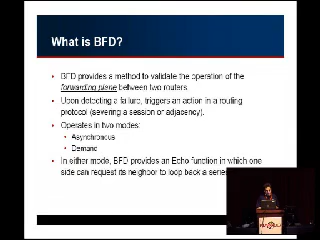 What is BFD?
BFD provides a method to validate the operation of the
forwarding plane between two routers
Upon detecting a failure, triggers an action in a routing
protocol (severing a session or adjacency).
Operates in two modes:
Asynchronous
Demand
In either mode, BFD provides an Echo function in which one
side can request its neighbor to loop back a series